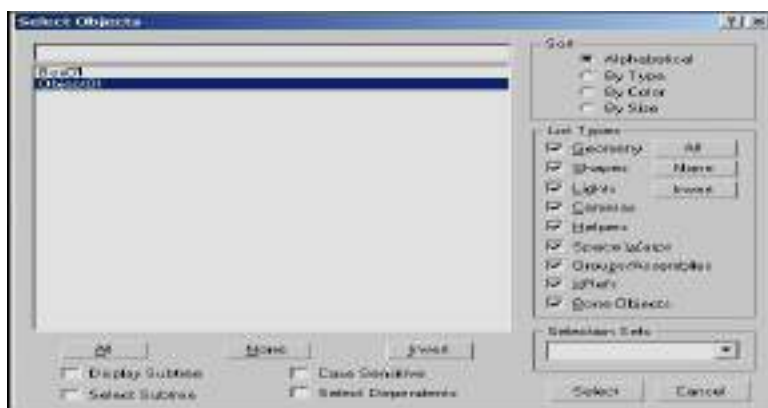 Select Objects
Box01
Object01
All
None
Invert
Display Subtree
Case Sensitive
Select Subtree
Select Dependents
Sort
Alphabetical
By Type
By Color
By Size
List Types
Geometry
All
Shapes
None
Lights
Invert
Cameras
Helpers
Space Warps
Groups/Assemblies
XRefs
Bone Objects
Selection Sets
Select
Cancel